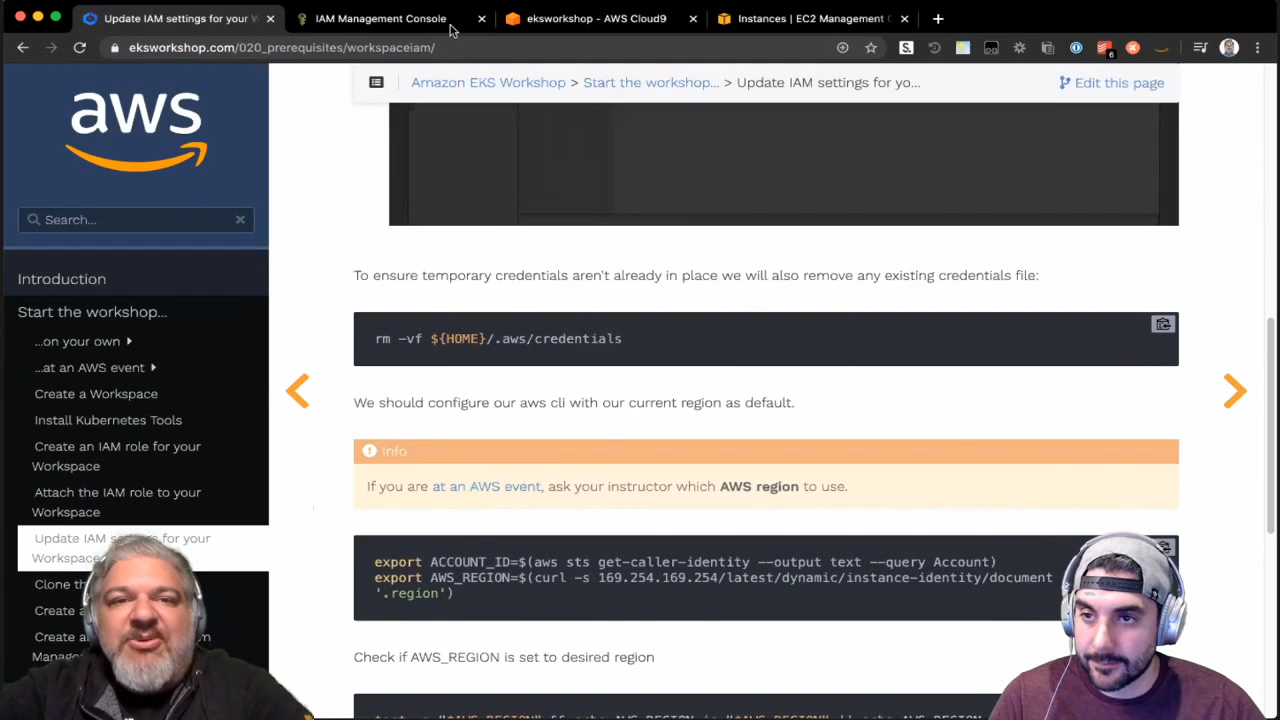 Update IAM settings for your W
IAM Management Console
eksworkshop - AWS Cloud9
Instances | EC2 Management C
eksworkshop.com/020_prerequisites/workspaceiam/
6
aws
Search...
Introduction
Start the workshop...
...on your own
...at an AWS event
Create a Workspace
Install Kubernetes Tools
Create an IAM role for your
Workspace
Attach the IAM role to your
Workspace
Update IAM settings for your
Workspace
Clone th
Create a
Create a
m
Manag
Amazon EKS Workshop > Start the workshop... > Update IAM settings for yo...
Edit this page
To ensure temporary credentials aren't already in place we will also remove any existing credentials file:
rm -vf ${HOME}/.aws/credentials
We should configure our aws cli with our current region as default.
Info
If you are at an AWS event, ask your instructor which AWS region to use.
export ACCOUNT_ID=$(aws sts get-caller-identity --output text --query Account)
export AWS_REGION=$(curl -s 169.254.169.254/latest/dynamic/instance-identity/document
'.region')
Check if AWS_REGION is set to desired region